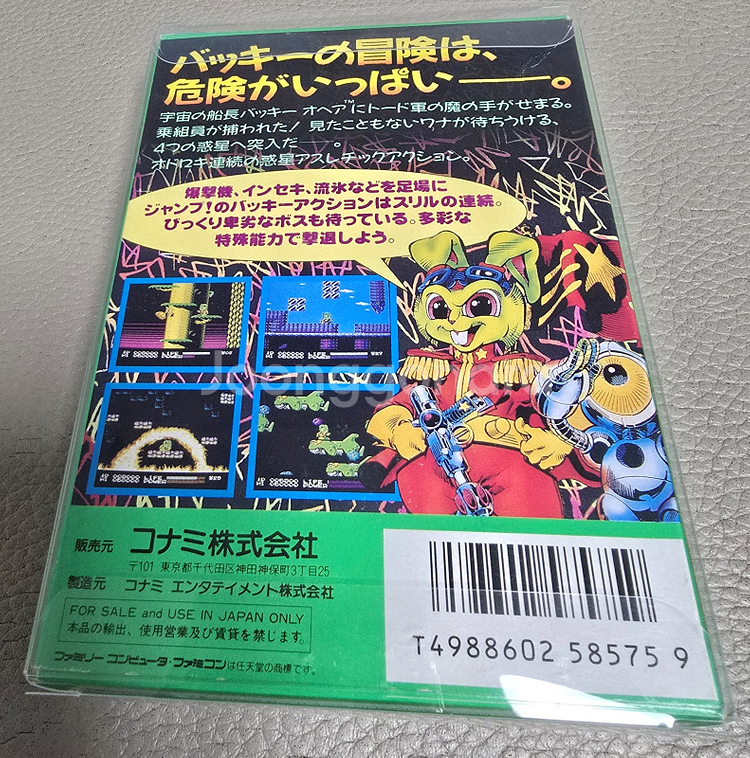 バッキーの冒険は、
危険がいっぱい——。
宇宙の船長バッキー オヘア™にトード軍の魔の手がせまる。
乗組員が捕われた! 見たこともないワナが待ちうける、
4つの惑星へ突入だ——。
オドロキ連続の惑星アスレチックアクション。
爆撃機、インセキ、流氷などを足場に
ジャンプ!のバッキーアクションはスリルの連続。
びっくり卑劣なボスも待っている。多彩な
特殊能力で撃退しよう。
販売元 コナミ株式会社
〒101 東京都千代田区神田神保町3丁目25
製造元 コナミ エンタテイメント株式会社
FOR SALE and USE IN JAPAN ONLY
本品の輸出、使用営業及び賃貸を禁じます。
ファミリーコンピュータ・ファミコンは任天堂の商標です。
T4988602 58575 9